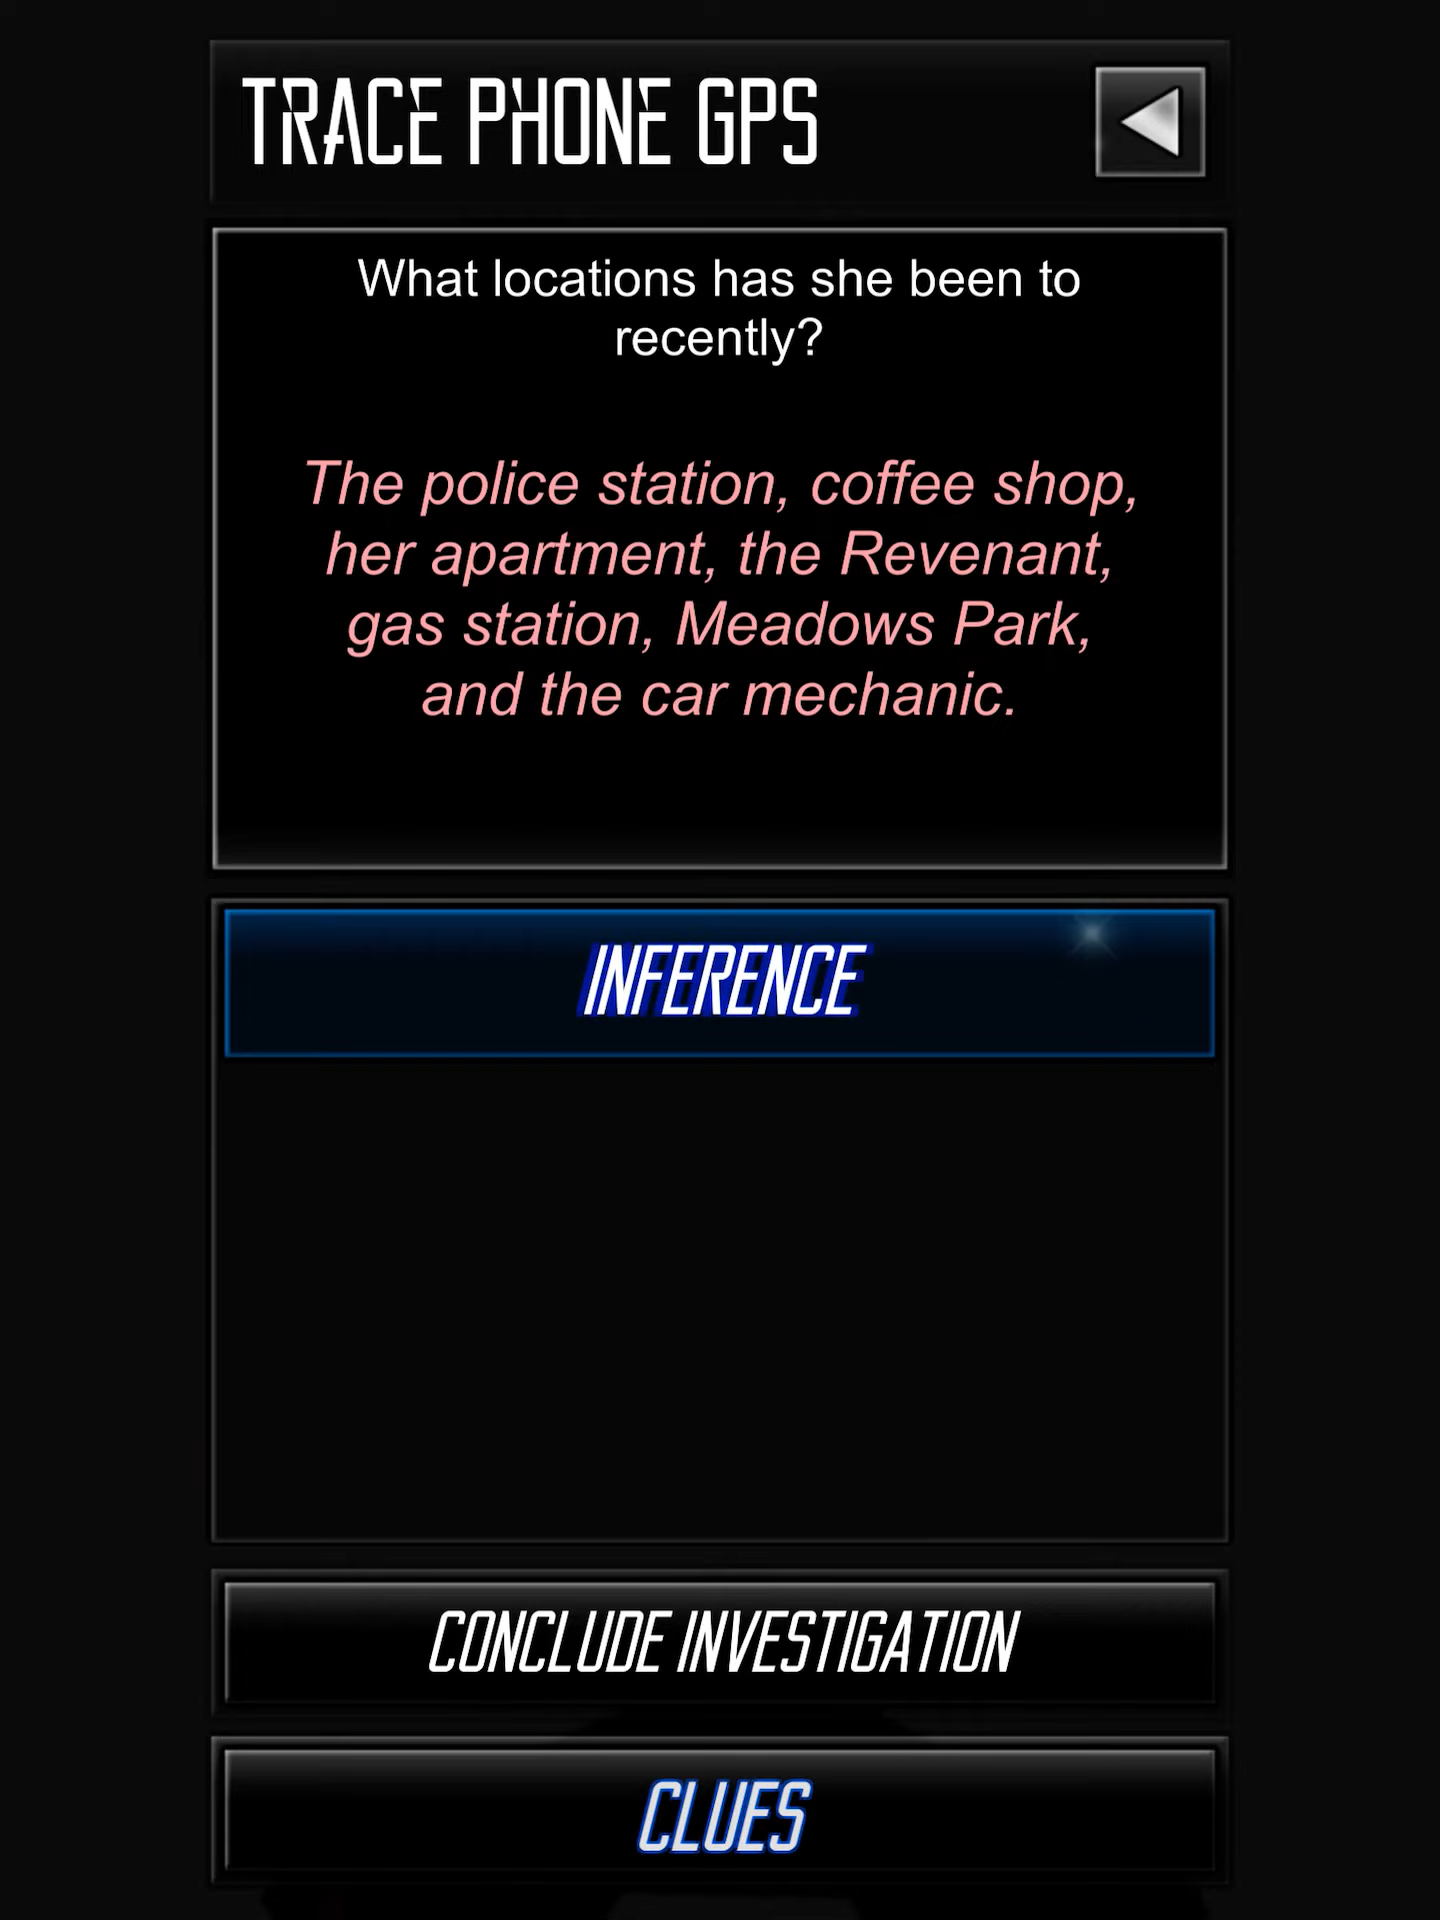 TRACE PHONE GPS
What locations has she been to
recently?
The police station, coffee shop,
her apartment, the Revenant,
gas station, Meadows Park,
and the car mechanic.
INFERENCE
CONCLUDE INVESTIGATION
CLUES